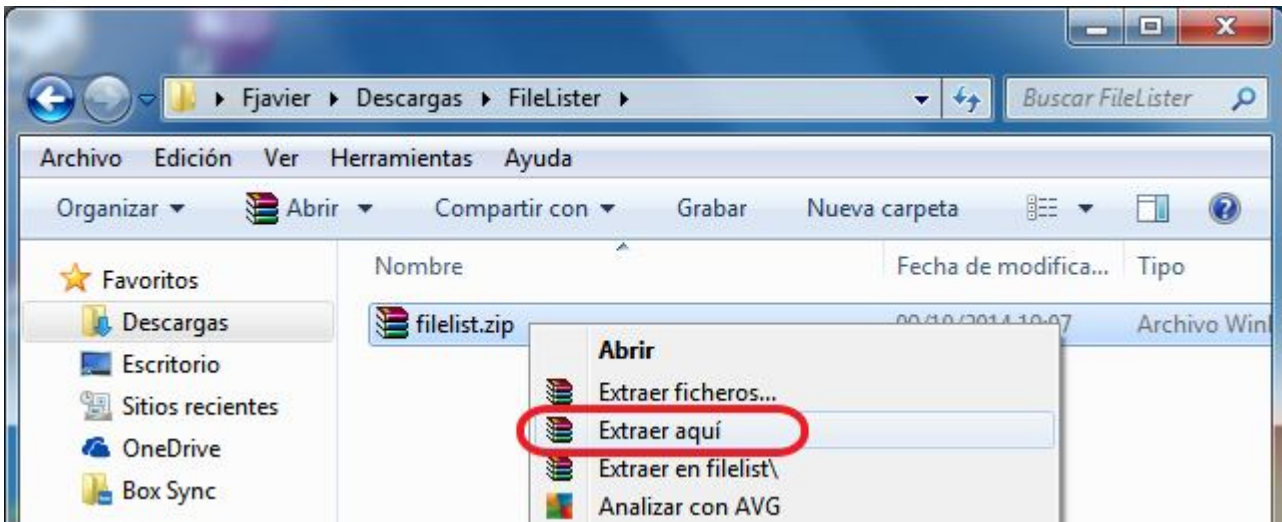 Fjavier Descargas FileLister Buscar FileLister
Archivo Edición Ver Herramientas Ayuda
Organizar Abrir Compartir con Grabar Nueva carpeta
Nombre Fecha de modifica... Tipo
Favoritos
Descargas
Escritorio
Sitios recientes
OneDrive
Box Sync
filelist.zip Archivo Winl
Abrir
Extraer ficheros...
Extraer aquí
Extraer en filelist\
Analizar con AVG